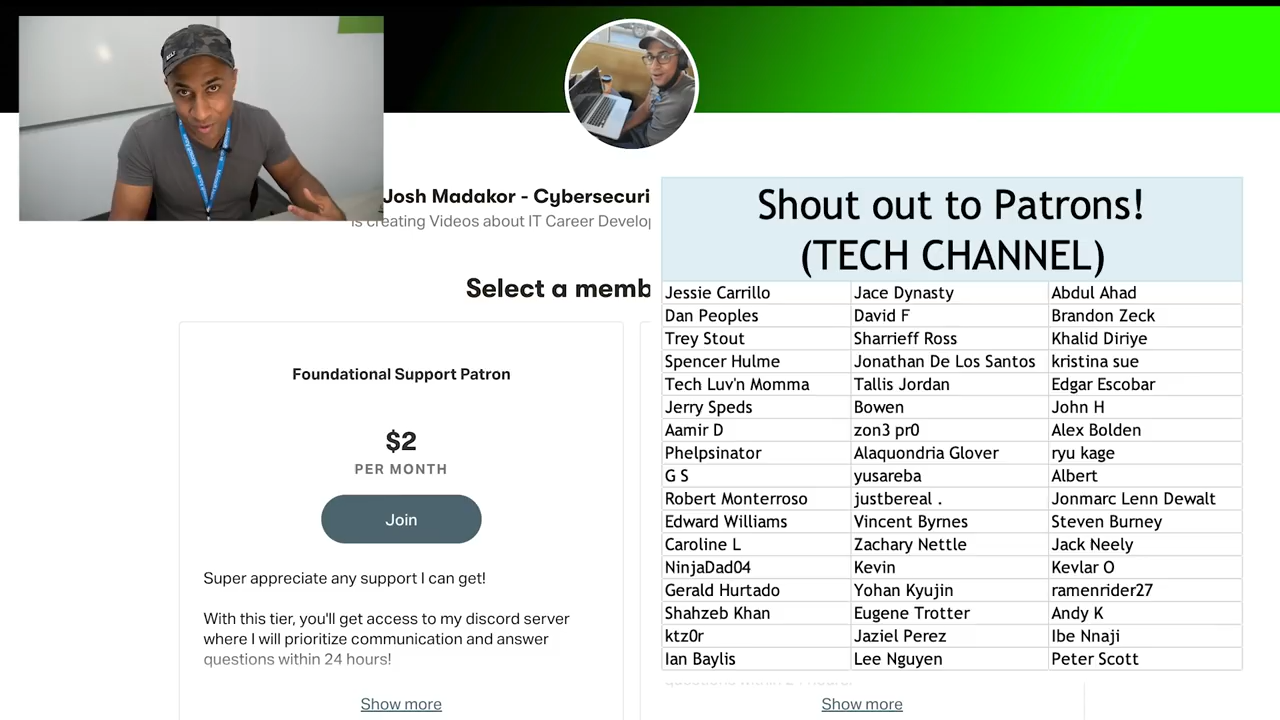 Josh Madakor - Cybersecuri
is creating Videos about IT Career Develop
Select a memb
Foundational Support Patron
$2
PER MONTH
Join
Super appreciate any support I can get!
With this tier, you'll get access to my discord server
where I will prioritize communication and answer
questions within 24 hours!
Show more
Shout out to Patrons!
(TECH CHANNEL)
Jessie Carrillo Jace Dynasty Abdul Ahad
Dan Peoples David F Brandon Zeck
Trey Stout Sharrieff Ross Khalid Diriye
Spencer Hulme Jonathan De Los Santos kristina sue
Tech Luv'n Momma Tallis Jordan Edgar Escobar
Jerry Speds Bowen John H
Aamir D zon3 pr0 Alex Bolden
Phelpsinator Alaquondria Glover ryu kage
G S yusareba Albert
Robert Monterroso justbereal . Jonmarc Lenn Dewalt
Edward Williams Vincent Byrnes Steven Burney
Caroline L Zachary Nettle Jack Neely
NinjaDad04 Kevin Kevlar O
Gerald Hurtado Yohan Kyujin ramenrider27
Shahzeb Khan Eugene Trotter Andy K
ktz0r Jaziel Perez Ibe Nnaji
Ian Baylis Lee Nguyen Peter Scott
Show more